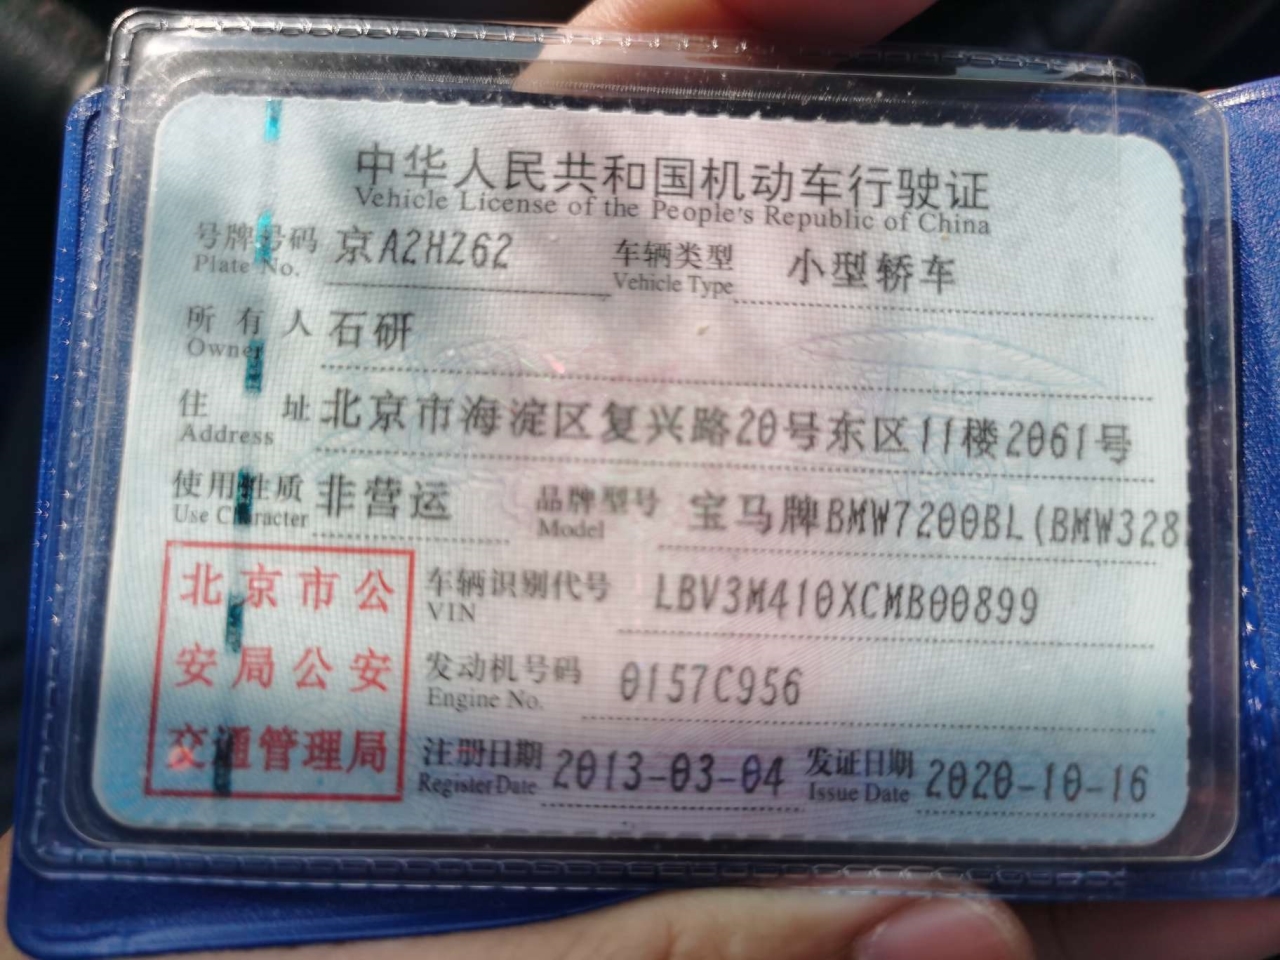 中华人民共和国机动车行驶证
Vehicle License of the People's Republic of China
号牌号码 京A2HZ62 车辆类型 小型轿车
Plate No. Vehicle Type
所有人 石研
Owner
住址 北京市海淀区复兴路20号东区11楼2061号
Address
使用性质 非营运 品牌型号 宝马牌BMW7200BL(BMW328
Use Character Model
北京市公
安局公安
交通管理局
车辆识别代号 LBV3M410XCMB00899
VIN
发动机号码 0157C956
Engine No.
注册日期 2013-03-04 发证日期 2020-10-16
Register Date Issue Date